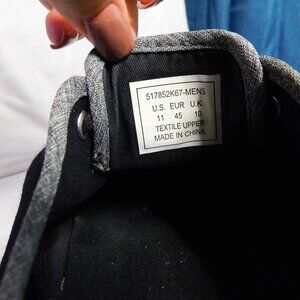 517852K67-MENS
U.S. EUR U.K.
11 45 10
TEXTILE UPPER
MADE IN CHINA